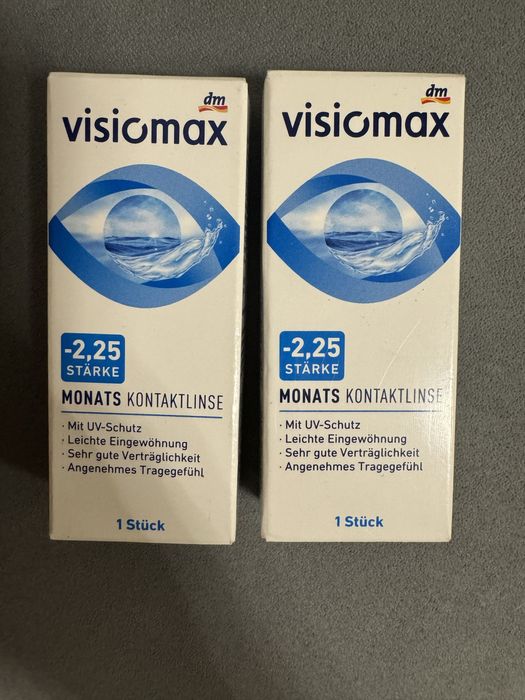 dm
visiomax
-2,25
STÄRKE
MONATS KONTAKTLINSE
· Mit UV-Schutz
· Leichte Eingewöhnung
· Sehr gute Verträglichkeit
· Angenehmes Tragegefühl
1 Stück
dm
visiomax
-2,25
STÄRKE
MONATS KONTAKTLINSE
· Mit UV-Schutz
· Leichte Eingewöhnung
· Sehr gute Verträglichkeit
· Angenehmes Tragegefühl
1 Stück